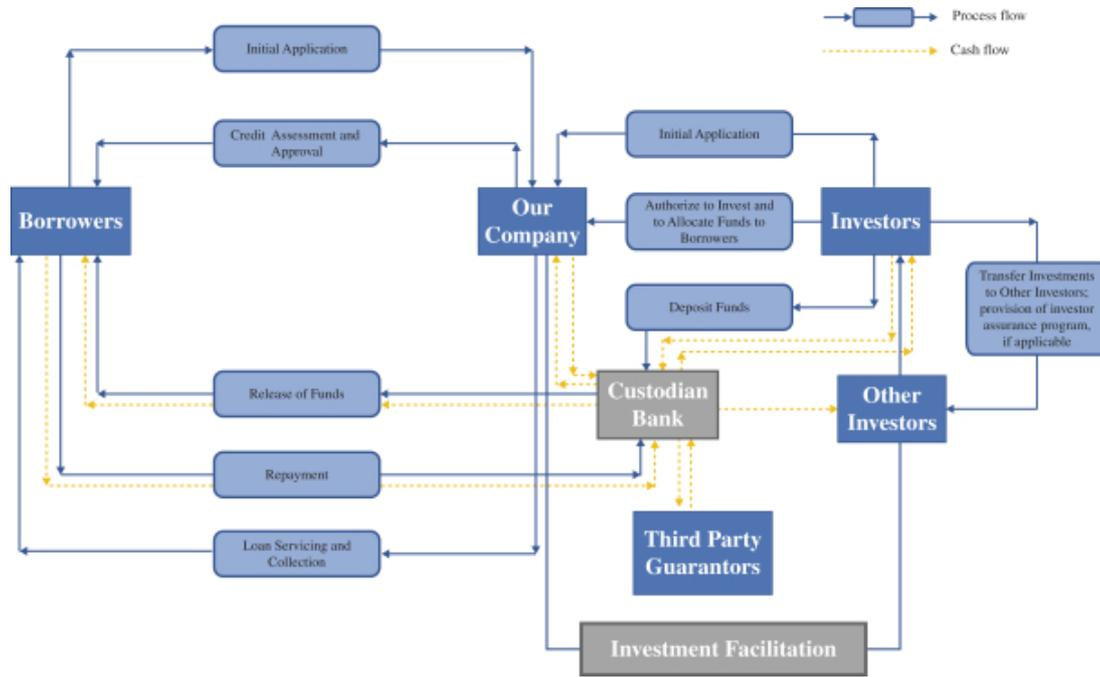 Process flow
Cash flow
Initial Application
Credit Assessment and
Approval
Initial Application
Borrowers
Our
Company
Authorize to Invest and
to Allocate Funds to
Borrowers
Investors
Deposit Funds
Transfer Investments
to Other Investors;
provision of investor
assurance program,
if applicable
Release of Funds
Custodian
Bank
Other
Investors
Repayment
Loan Servicing and
Collection
Third Party
Guarantors
Investment Facilitation